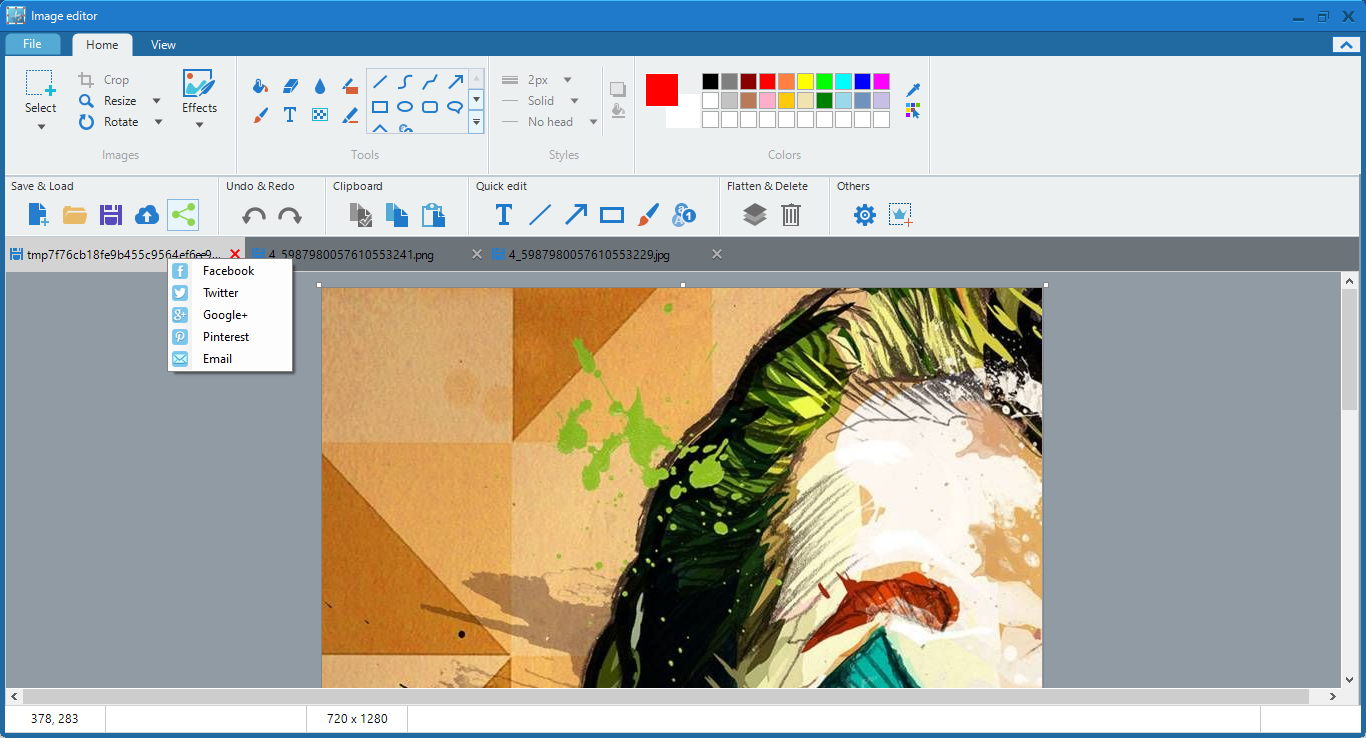 Image editor
File
Home
View
Select
Crop
Resize
Rotate
Effects
Images
Tools
2px
Solid
No head
Styles
Colors
Save & Load
Undo & Redo
Clipboard
Quick edit
Flatten & Delete
Others
tmp7f76cb18fe9b455c9564ef6ee9...
4_5987980057610553241.png
4_5987980057610553229.jpg
Facebook
Twitter
Google+
Pinterest
Email
378, 283
720 x 1280